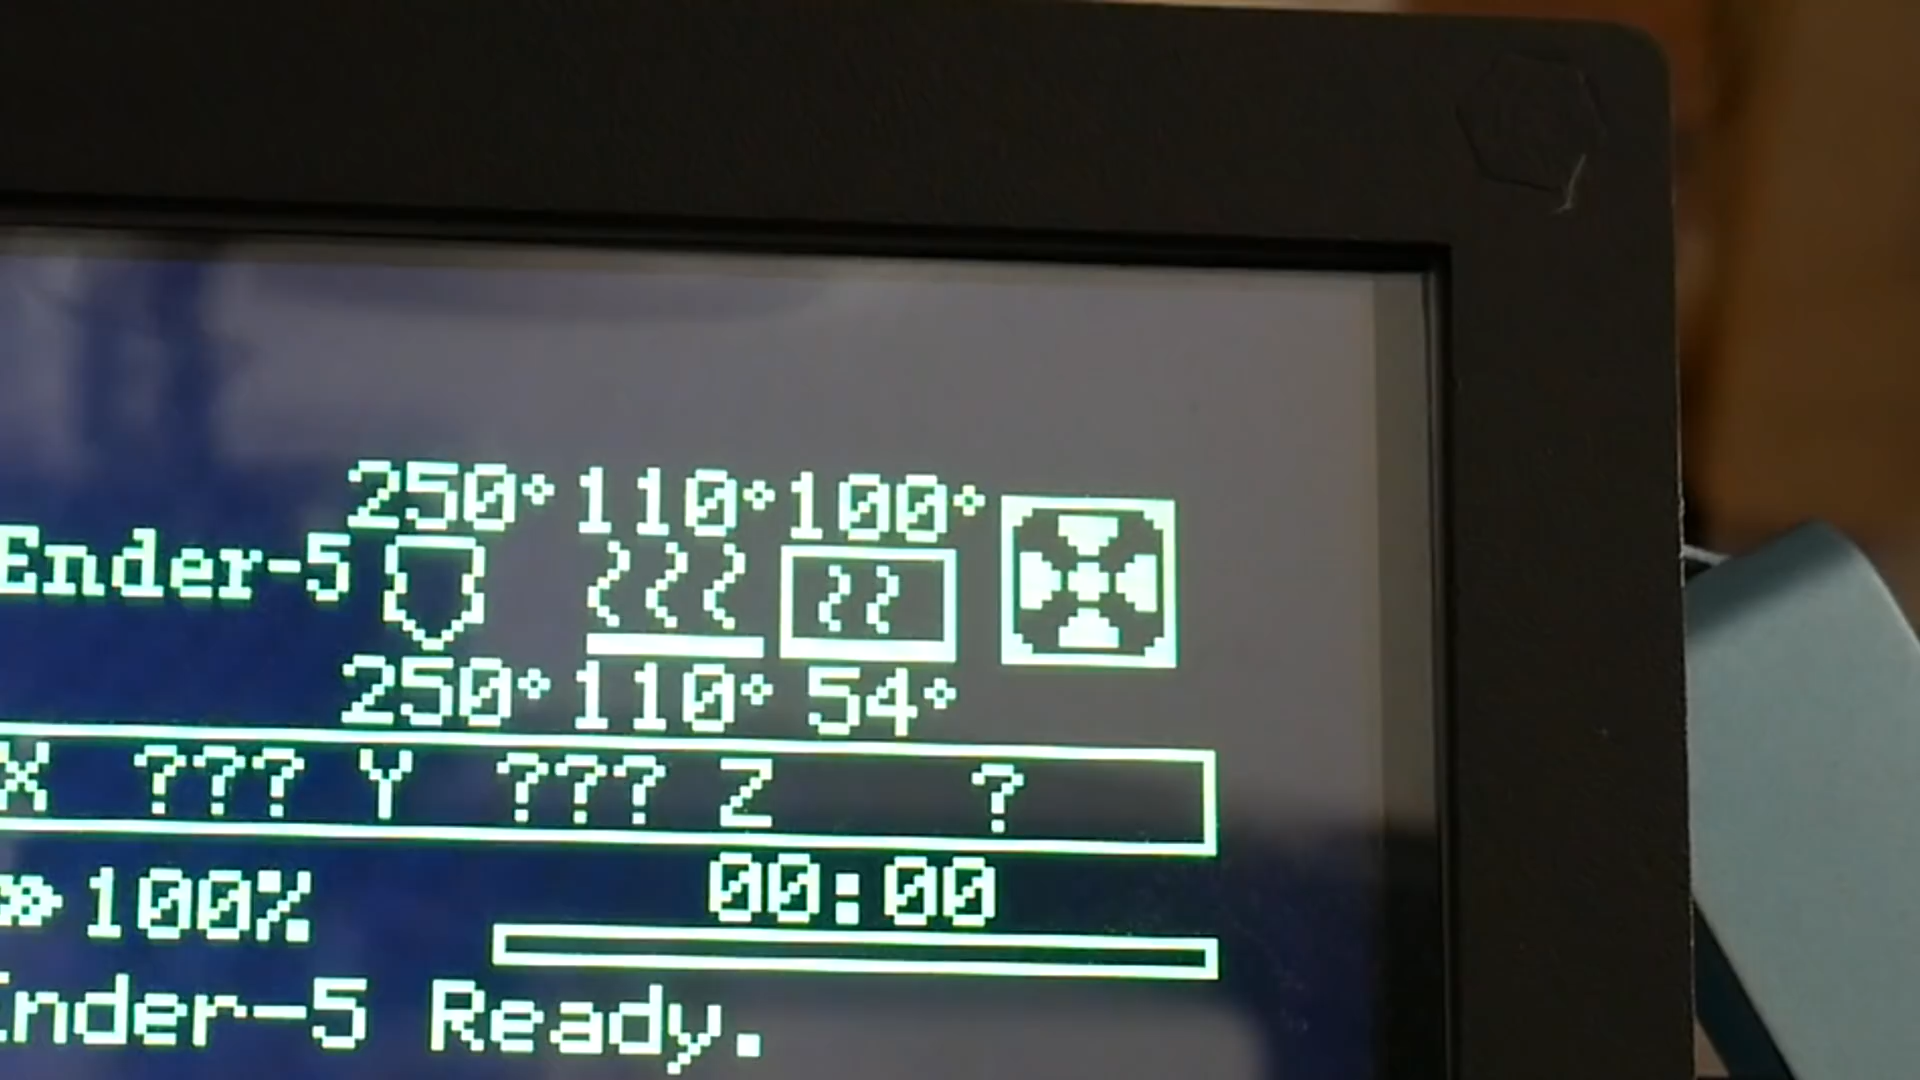 250° 110° 100°
Ender-5
250° 110° 54°
X ??? Y ??? Z ?
100% 00:00
Ender-5 Ready.